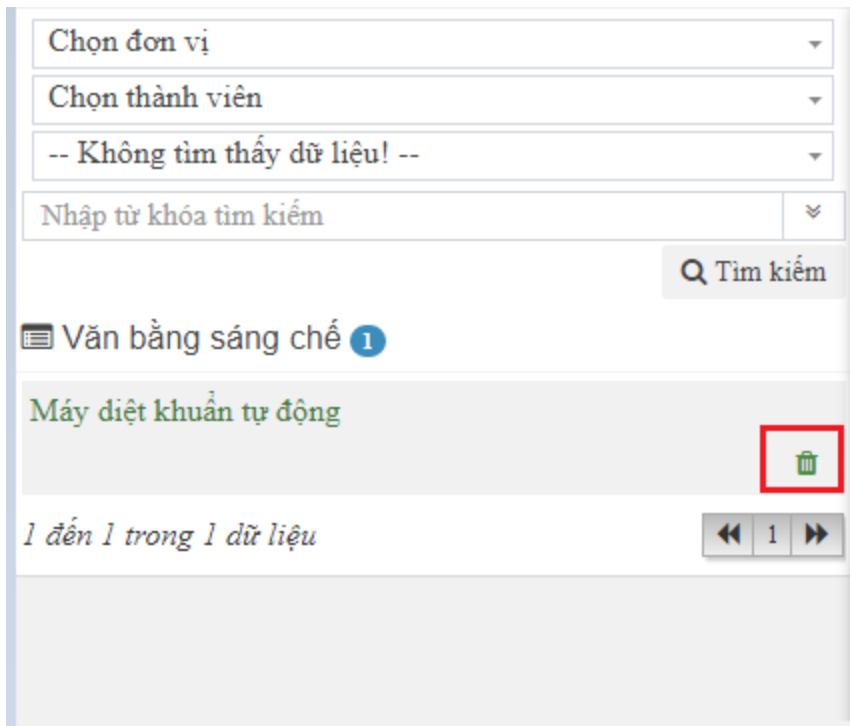 Chọn đơn vị
Chọn thành viên
-- Không tìm thấy dữ liệu! --
Nhập từ khóa tìm kiếm
Tìm kiếm
Văn bằng sáng chế 1
Máy diệt khuẩn tự động
1 đến 1 trong 1 dữ liệu 1